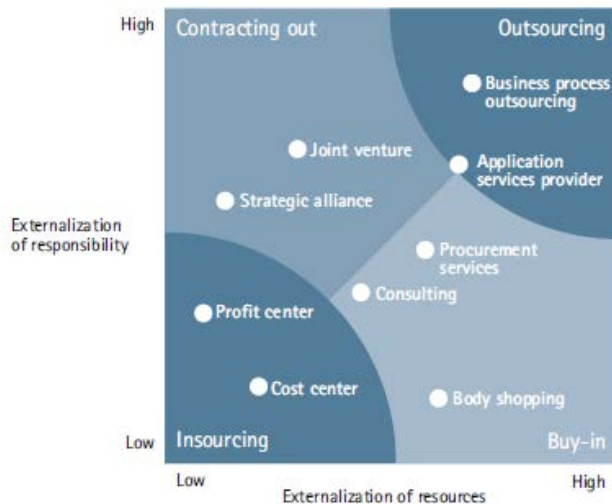 High
Contracting out
Outsourcing
Business process
outsourcing
Joint venture
Application
services provider
Strategic alliance
Externalization
of responsibility
Procurement
services
Consulting
Profit center
Cost center
Body shopping
Low
Insourcing
Buy-in
Low
High
Externalization of resources